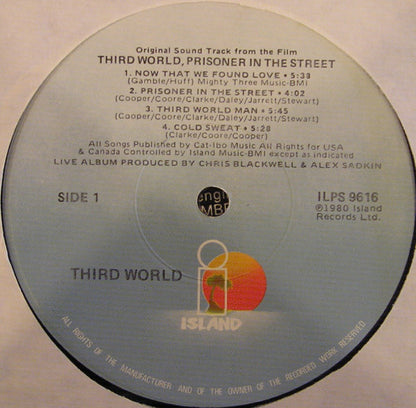 Original Sound Track from the Film
THIRD WORLD, PRISONER IN THE STREET
1. NOW THAT WE FOUND LOVE • 5:39
(Gamble/Huff) Mighty Three Music-BMI
2. PRISONER IN THE STREET • 4:02
(Cooper/Coore/Clarke/Daley/Jarrett/Stewart)
3. THIRD WORLD MAN • 5:45
(Cooper/Coore/Clarke/Daley/Jarrett/Stewart)
4. COLD SWEAT • 5:28
(Clarke/Coore/Cooper)
All Songs Published by Cat-Ibo Music All Rights for USA
& Canada Controlled by Island Music-BMI except as indicated
LIVE ALBUM PRODUCED BY CHRIS BLACKWELL & ALEX SADKIN
SIDE 1
ILPS 9616
℗1980 Island
Records Ltd.
THIRD WORLD
ISLAND
ALL RIGHTS OF THE MANUFACTURER AND OF THE OWNER OF THE RECORDED WORK RESERVED